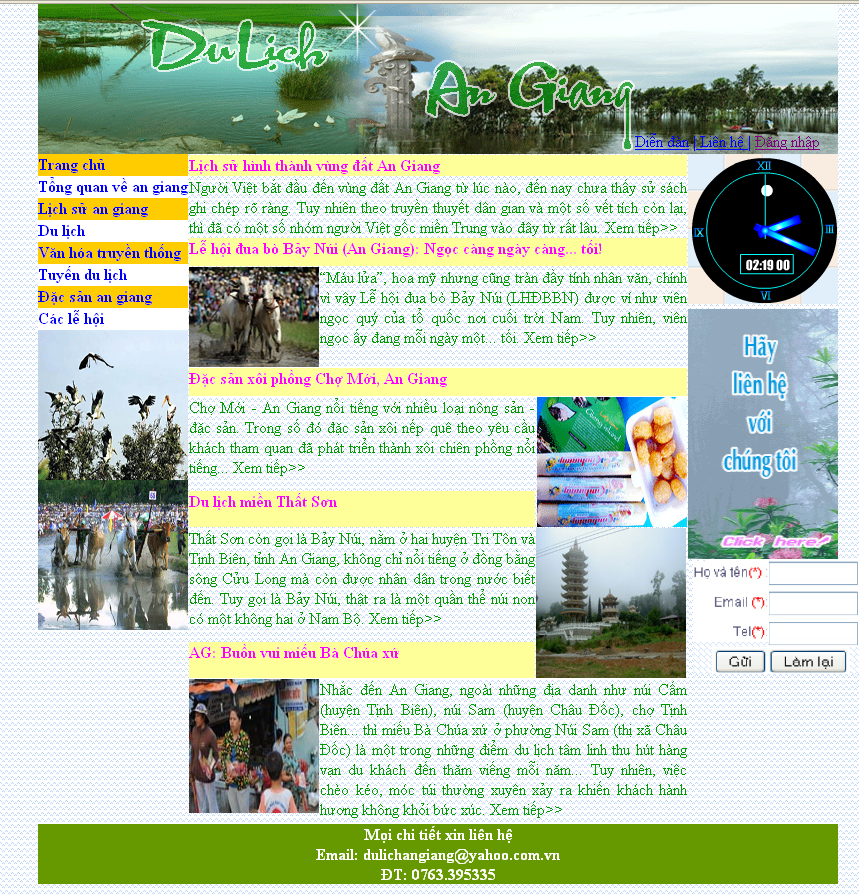 Du Lịch
An Giang
Diễn đàn | Liên hệ | Đăng nhập
Trang chủ
Tổng quan về an giang
Lịch sử an giang
Du lịch
Văn hóa truyền thống
Tuyến du lịch
Đặc sản an giang
Các lễ hội
Lịch sử hình thành vùng đất An Giang
Người Việt bắt đầu đến vùng đất An Giang từ lúc nào, đến nay chưa thấy sử sách
ghi chép rõ ràng. Tuy nhiên theo truyền thuyết dân gian và một số vết tích còn lại,
thì đã có một số nhóm người Việt gốc miền Trung vào đây từ rất lâu. Xem tiếp>>
Lễ hội đua bò Bảy Núi (An Giang): Ngọc càng ngày càng... tối!
“Máu lửa”, hoa mỹ nhưng cũng tràn đầy tính nhân văn, chính
vì vậy Lễ hội đua bò Bảy Núi (LHĐBBN) được ví như viên
ngọc quý của tổ quốc nơi cuối trời Nam. Tuy nhiên, viên
ngọc ấy đang mỗi ngày một... tối. Xem tiếp>>
Đặc sản xôi phồng Chợ Mới, An Giang
Chợ Mới - An Giang nổi tiếng với nhiều loại nông sản -
đặc sản. Trong số đó đặc sản xôi nếp quê theo yêu cầu
khách tham quan đã phát triển thành xôi chiên phồng nổi
tiếng... Xem tiếp>>
Du lịch miền Thất Sơn
Thất Sơn còn gọi là Bảy Núi, nằm ở hai huyện Tri Tôn và
Tịnh Biên, tỉnh An Giang, không chỉ nổi tiếng ở đồng bằng
sông Cửu Long mà còn được nhân dân trong nước biết
đến. Tuy gọi là Bảy Núi, thật ra là một quần thể núi non
có một không hai ở Nam Bộ. Xem tiếp>>
AG: Buồn vui miếu Bà Chúa xứ
Nhắc đến An Giang, ngoài những địa danh như núi Cấm
(huyện Tịnh Biên), núi Sam (huyện Châu Đốc), chợ Tịnh
Biên... thì miếu Bà Chúa xứ ở phường Núi Sam (thị xã Châu
Đốc) là một trong những điểm du lịch tâm linh thu hút hàng
vạn du khách đến thăm viếng mỗi năm... Tuy nhiên, việc
chèo kéo, móc túi thường xuyên xảy ra khiến khách hành
hương không khỏi bức xúc. Xem tiếp>>
XII
IX
III
02:19 00
VI
Hãy
liên hệ
với
chúng tôi
Click here!
Họ và tên(*) :
Email (*):
Tel(*):
Gửi
Làm lại
Mọi chi tiết xin liên hệ
Email: dulichangiang@yahoo.com.vn
ĐT: 0763.395335